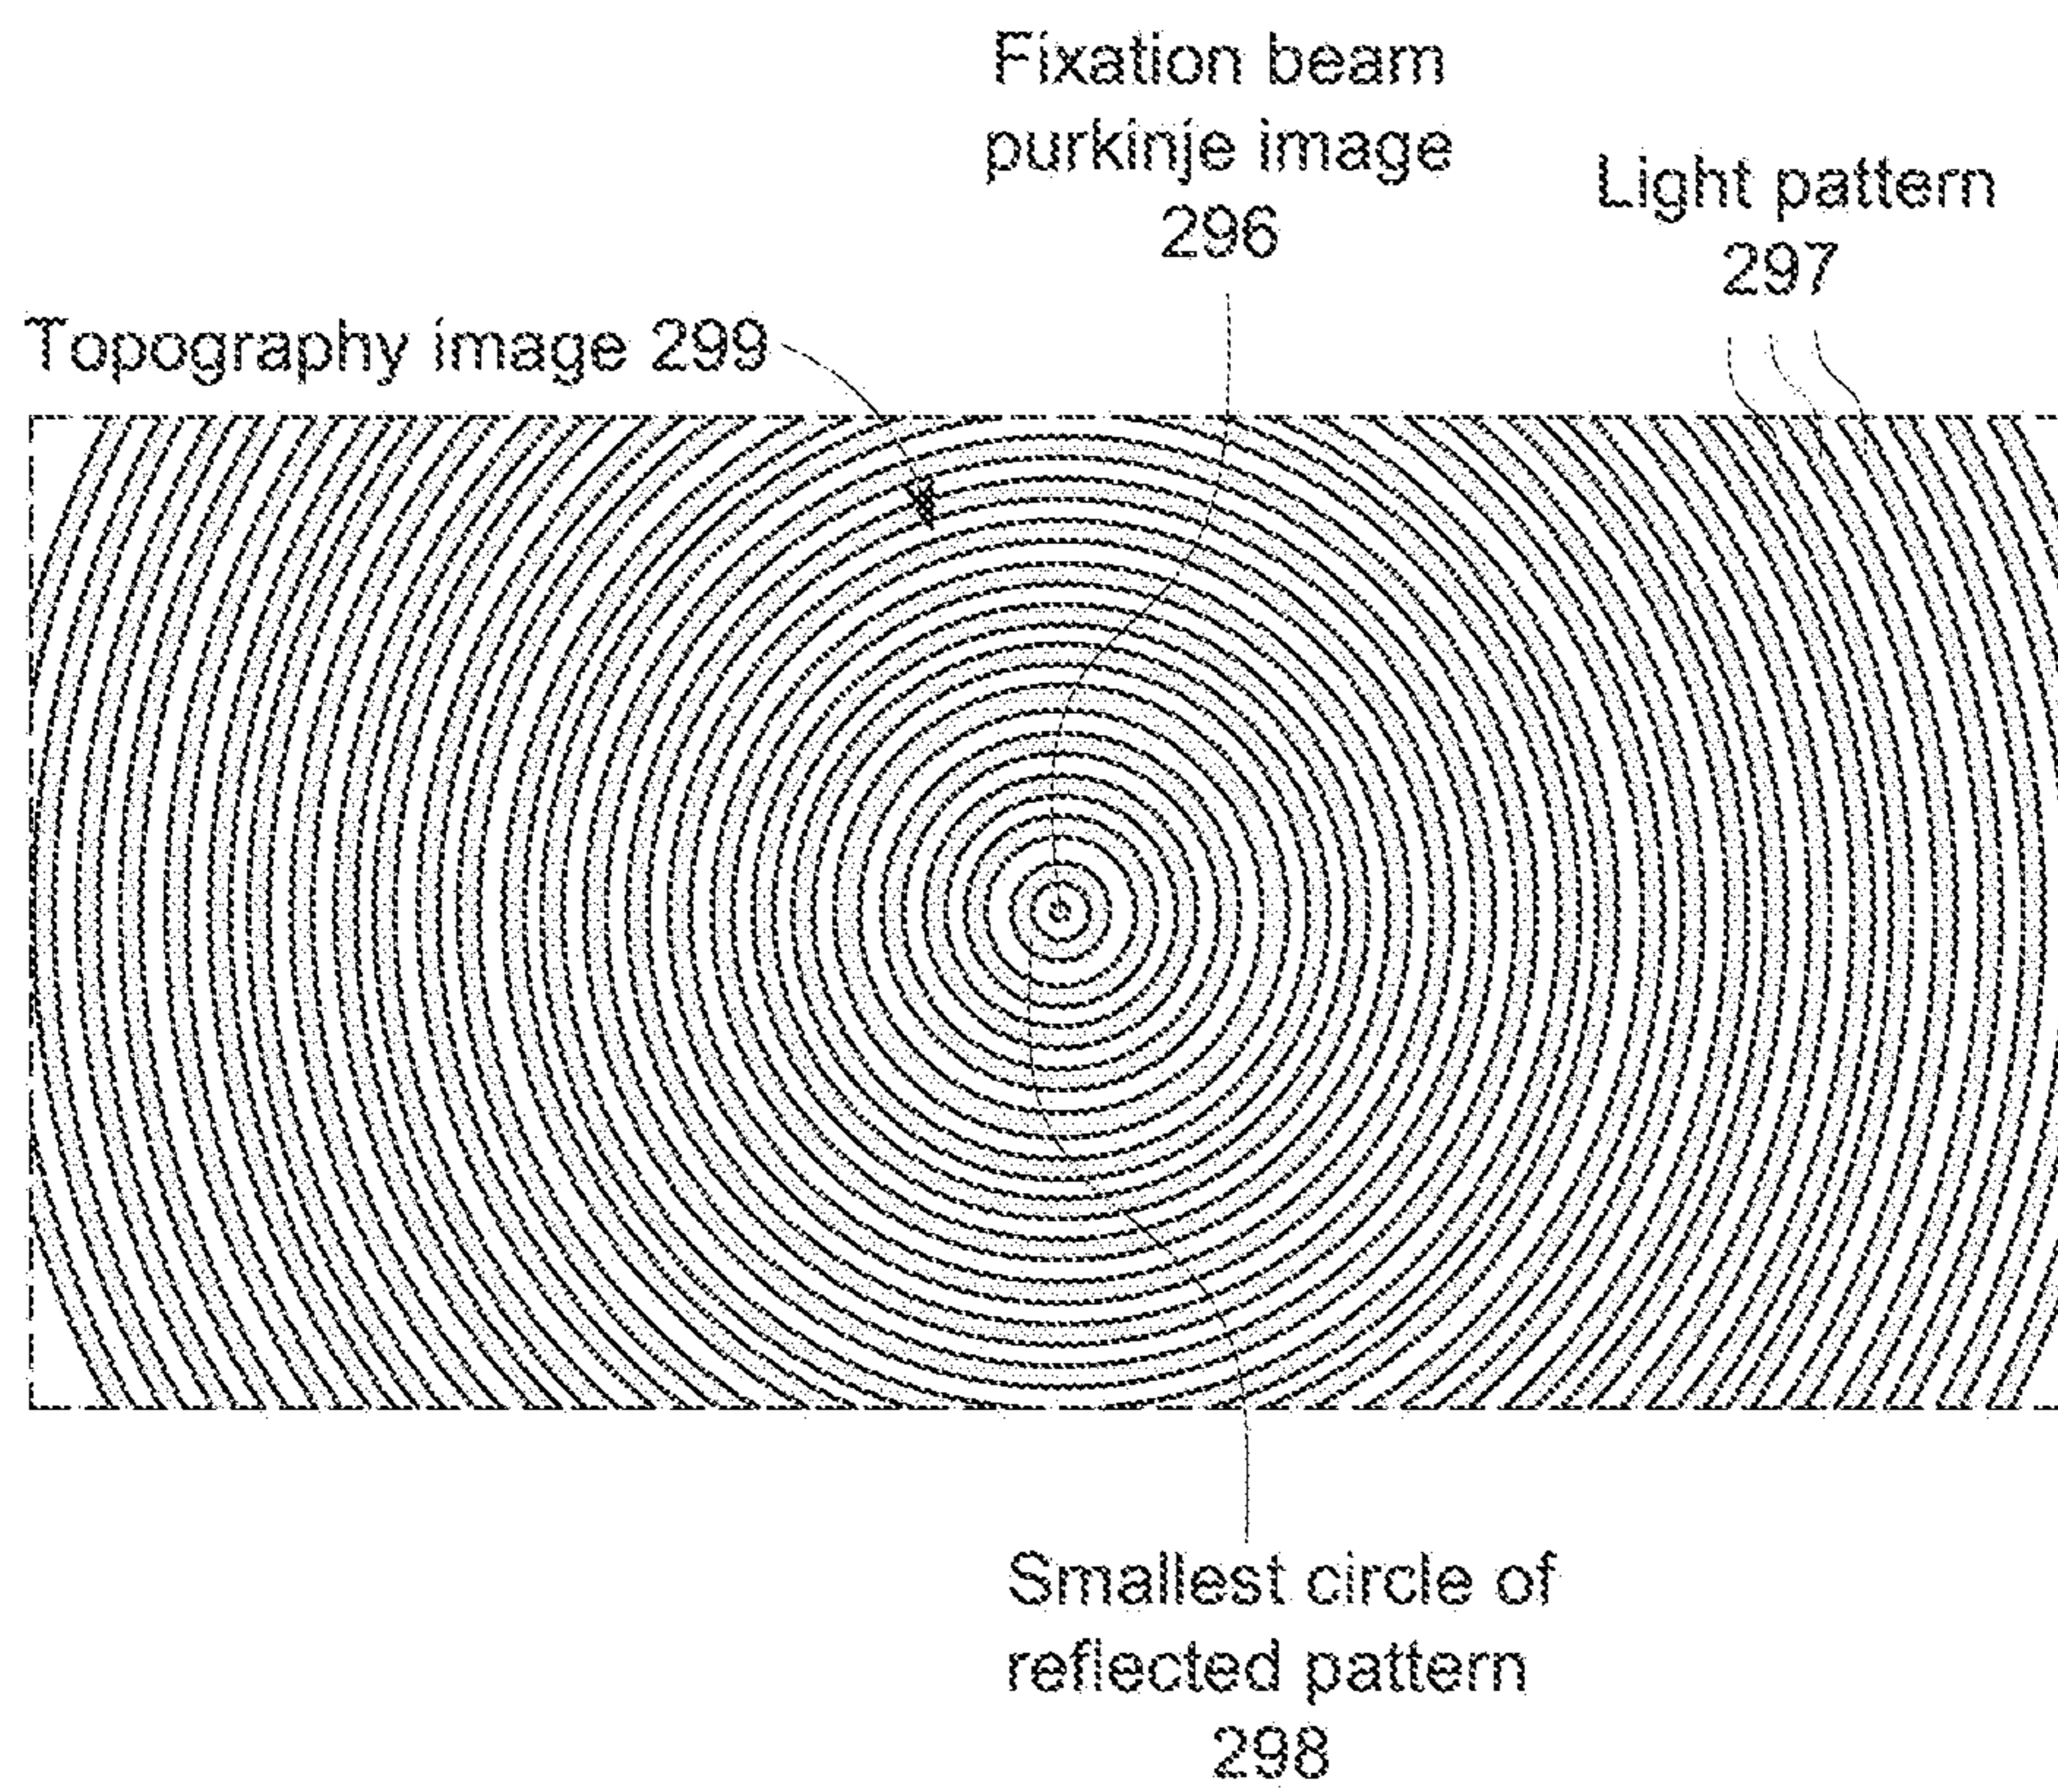 Fixation beam
purkinje image
296
Light pattern
297
Topography image 299
Smallest circle of
reflected pattern
298